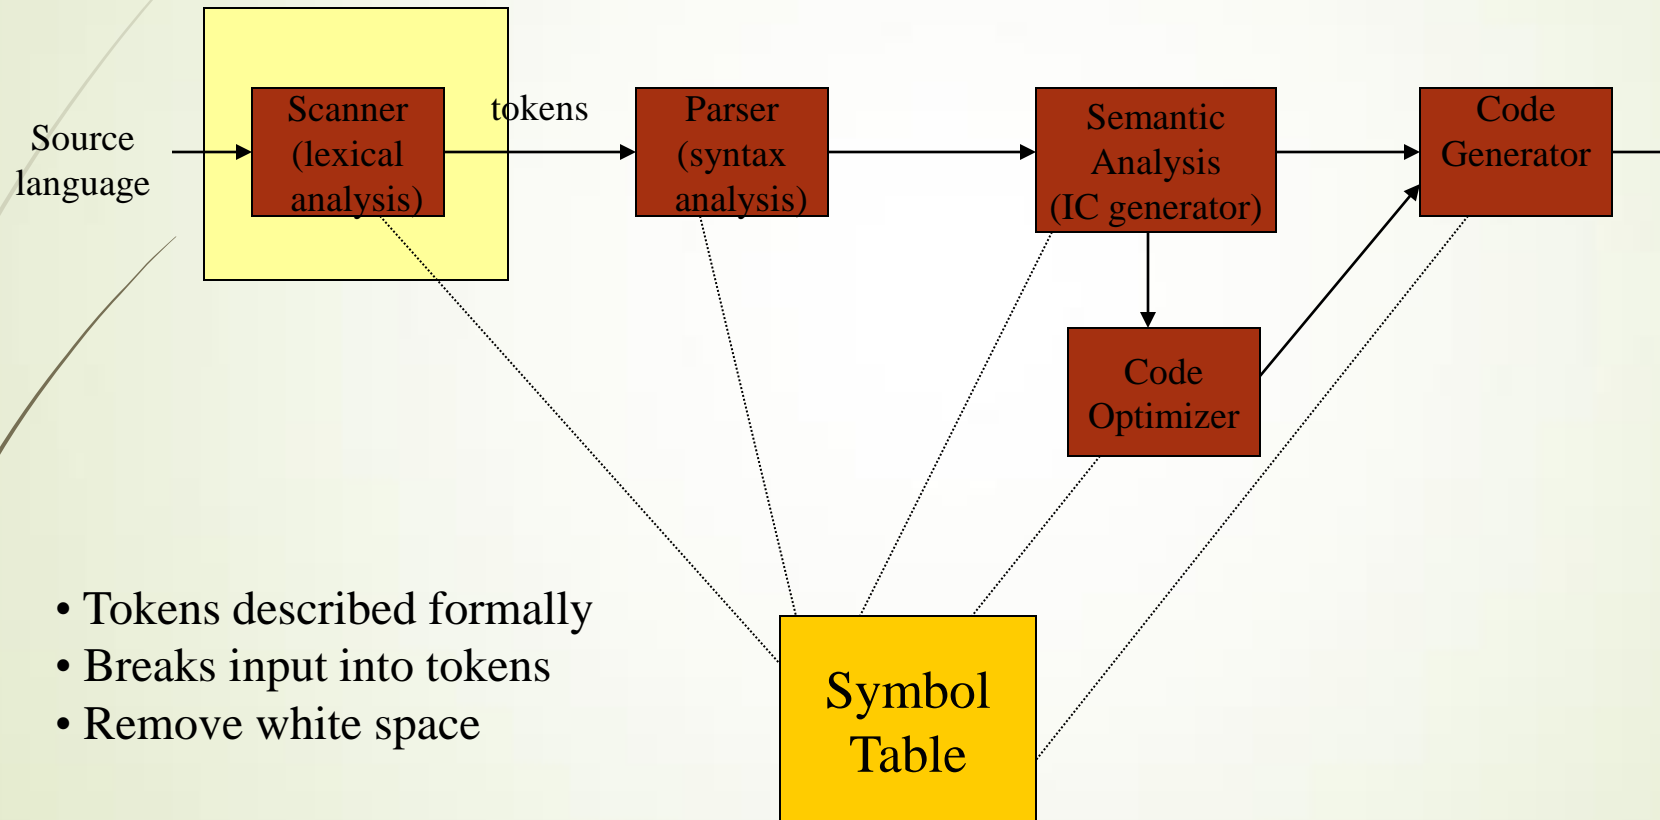 Source
language
Scanner
(lexical
analysis)
tokens
Parser
(syntax
analysis)
Semantic
Analysis
(IC generator)
Code
Generator
Code
Optimizer
• Tokens described formally
• Breaks input into tokens
• Remove white space
Symbol
Table